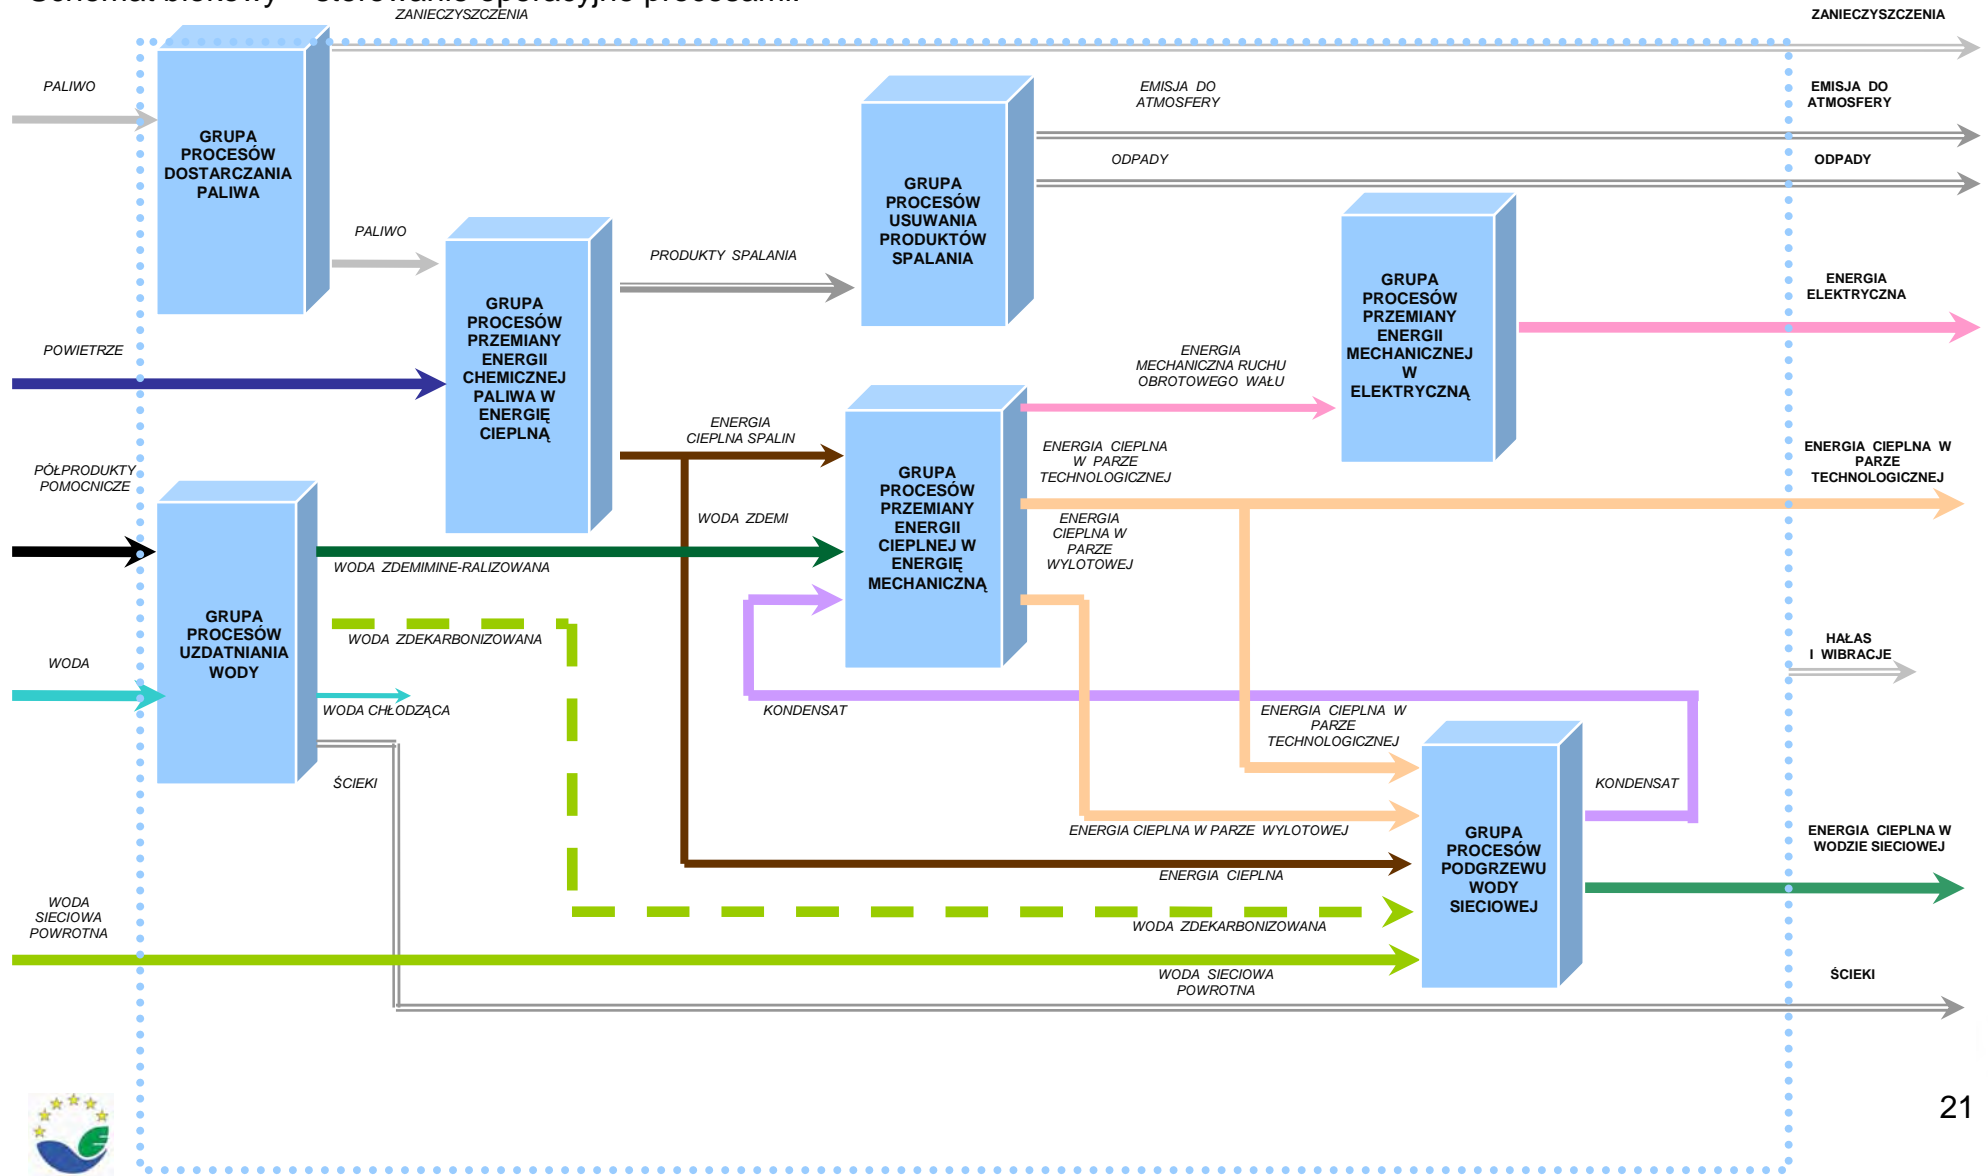 Schemat blokowy – sterowanie operacyjne procesami.
ZANIECZYSZCZENIA
ZANIECZYSZCZENIA
PALIWO
EMISJA DO
ATMOSFERY
EMISJA DO
ATMOSFERY
GRUPA
PROCESÓW
DOSTARCZANIA
PALIWA
ODPADY
ODPADY
GRUPA
PROCESÓW
USUWANIA
PRODUKTÓW
SPALANIA
PALIWO
PRODUKTY SPALANIA
GRUPA
PROCESÓW
PRZEMIANY
ENERGII
MECHANICZNEJ
W
ELEKTRYCZNĄ
ENERGIA
ELEKTRYCZNA
GRUPA
PROCESÓW
PRZEMIANY
ENERGII
CHEMICZNEJ
PALIWA W
ENERGIĘ
CIEPLNĄ
POWIETRZE
ENERGIA
MECHANICZNA RUCHU
OBROTOWEGO WAŁU
ENERGIA
CIEPLNA SPALIN
ENERGIA CIEPLNA
W PARZE
TECHNOLOGICZNEJ
ENERGIA CIEPLNA W
PARZE
TECHNOLOGICZNEJ
PÓŁPRODUKTY
POMOCNICZE
GRUPA
PROCESÓW
PRZEMIANY
ENERGII
CIEPLNEJ W
ENERGIĘ
MECHANICZNĄ
WODA ZDEMI
ENERGIA
CIEPLNA W
PARZE
WYLOTOWEJ
WODA ZDEMIMINE-RALIZOWANA
GRUPA
PROCESÓW
UZDATNIANIA
WODY
WODA ZDEKARBONIZOWANA
HAŁAS
I WIBRACJE
WODA
WODA CHŁODZĄCA
KONDENSAT
ENERGIA CIEPLNA W
PARZE
TECHNOLOGICZNEJ
ŚCIEKI
KONDENSAT
ENERGIA CIEPLNA W PARZE WYLOTOWEJ
GRUPA
PROCESÓW
PODGRZEWU
WODY
SIECIOWEJ
ENERGIA CIEPLNA W
WODZIE SIECIOWEJ
ENERGIA CIEPLNA
WODA
SIECIOWA
POWROTNA
WODA ZDEKARBONIZOWANA
WODA SIECIOWA
POWROTNA
ŚCIEKI
21